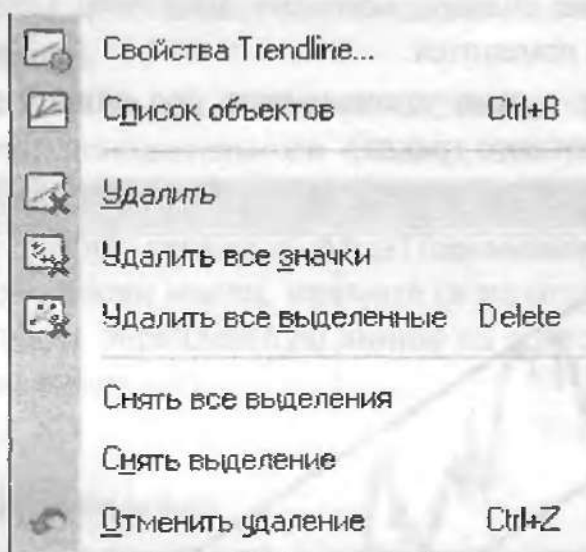 Свойства Trendline...
Список объектов Ctrl+B
Удалить
Удалить все значки
Удалить все выделенные Delete
Снять все выделения
Снять выделение
Отменить удаление Ctrl+Z